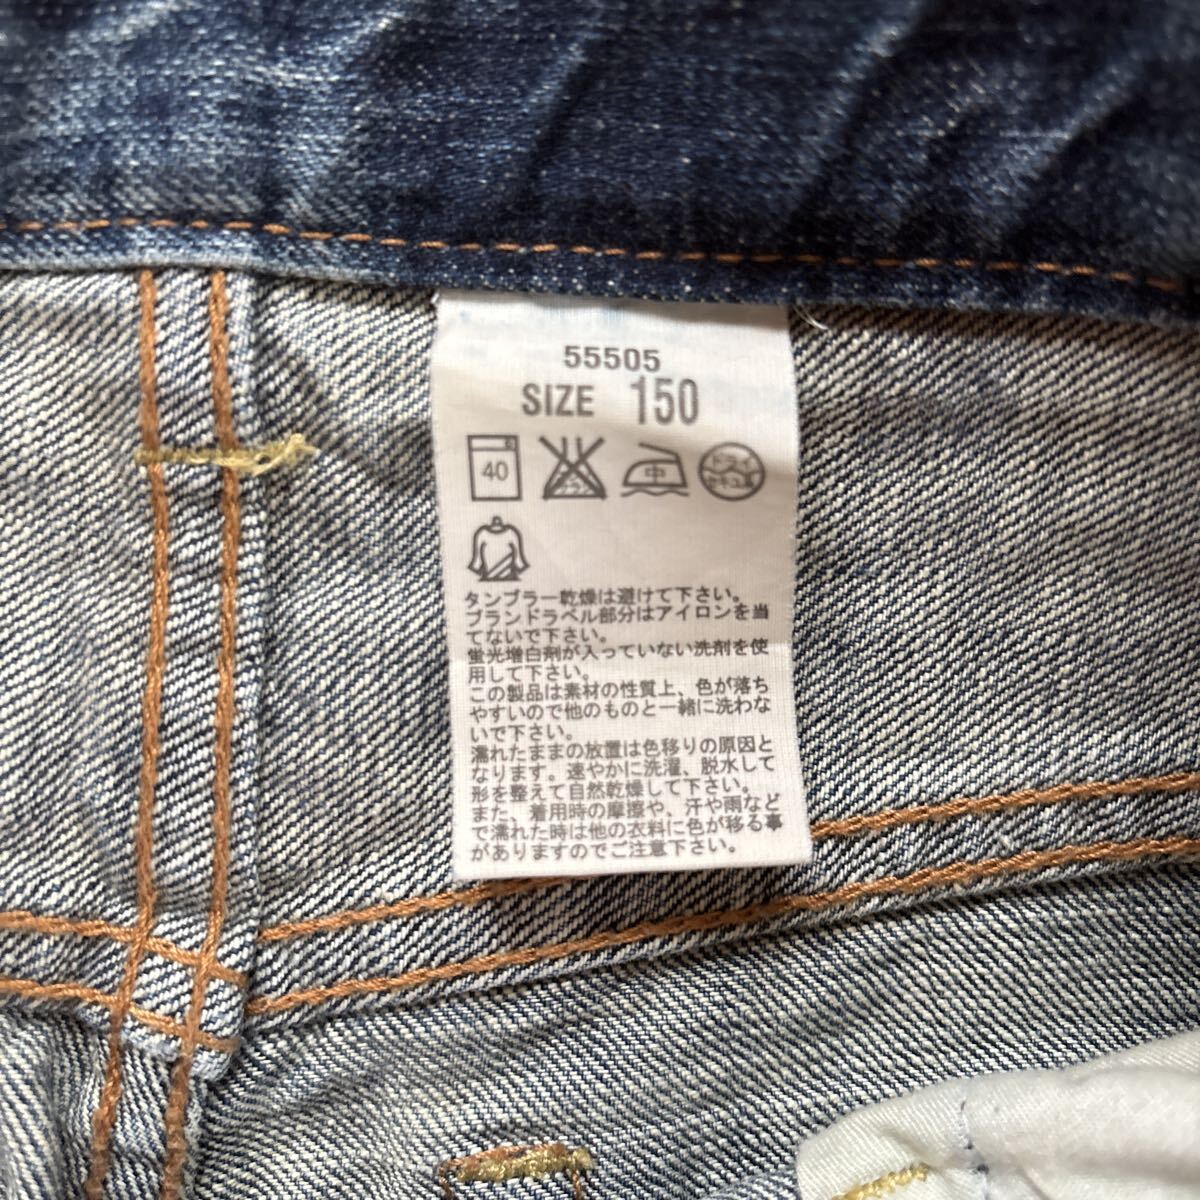 55505
SIZE 150
40
中
ドライ
セキユ系
タンブラー乾燥は避けて下さい。
ブランドラベル部分はアイロンを当
てないで下さい。
蛍光増白剤が入っていない洗剤を使
用して下さい。
この製品は素材の性質上、色が落ち
やすいので他のものと一緒に洗わな
いで下さい。
濡れたままの放置は色移りの原因と
なります。速やかに洗濯、脱水して
形を整えて自然乾燥して下さい。
また、着用時の摩擦や、汗や雨など
で濡れた時は他の衣料に色が移る事
がありますのでご注意下さい。